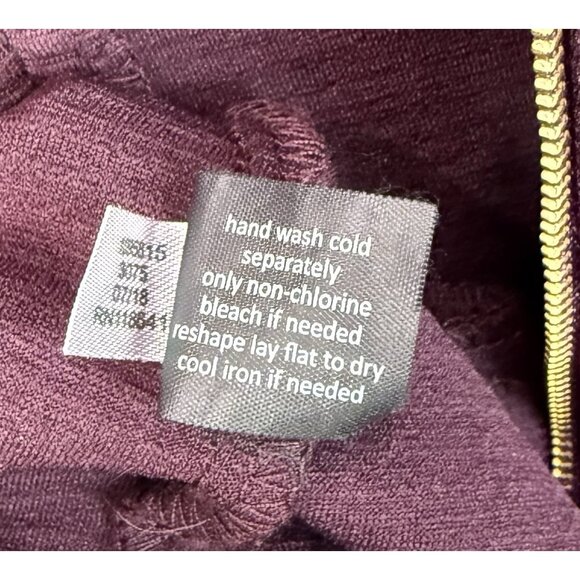 hand wash cold
separately
only non-chlorine
bleach if needed
reshape lay flat to dry
cool iron if needed
3075
07/18